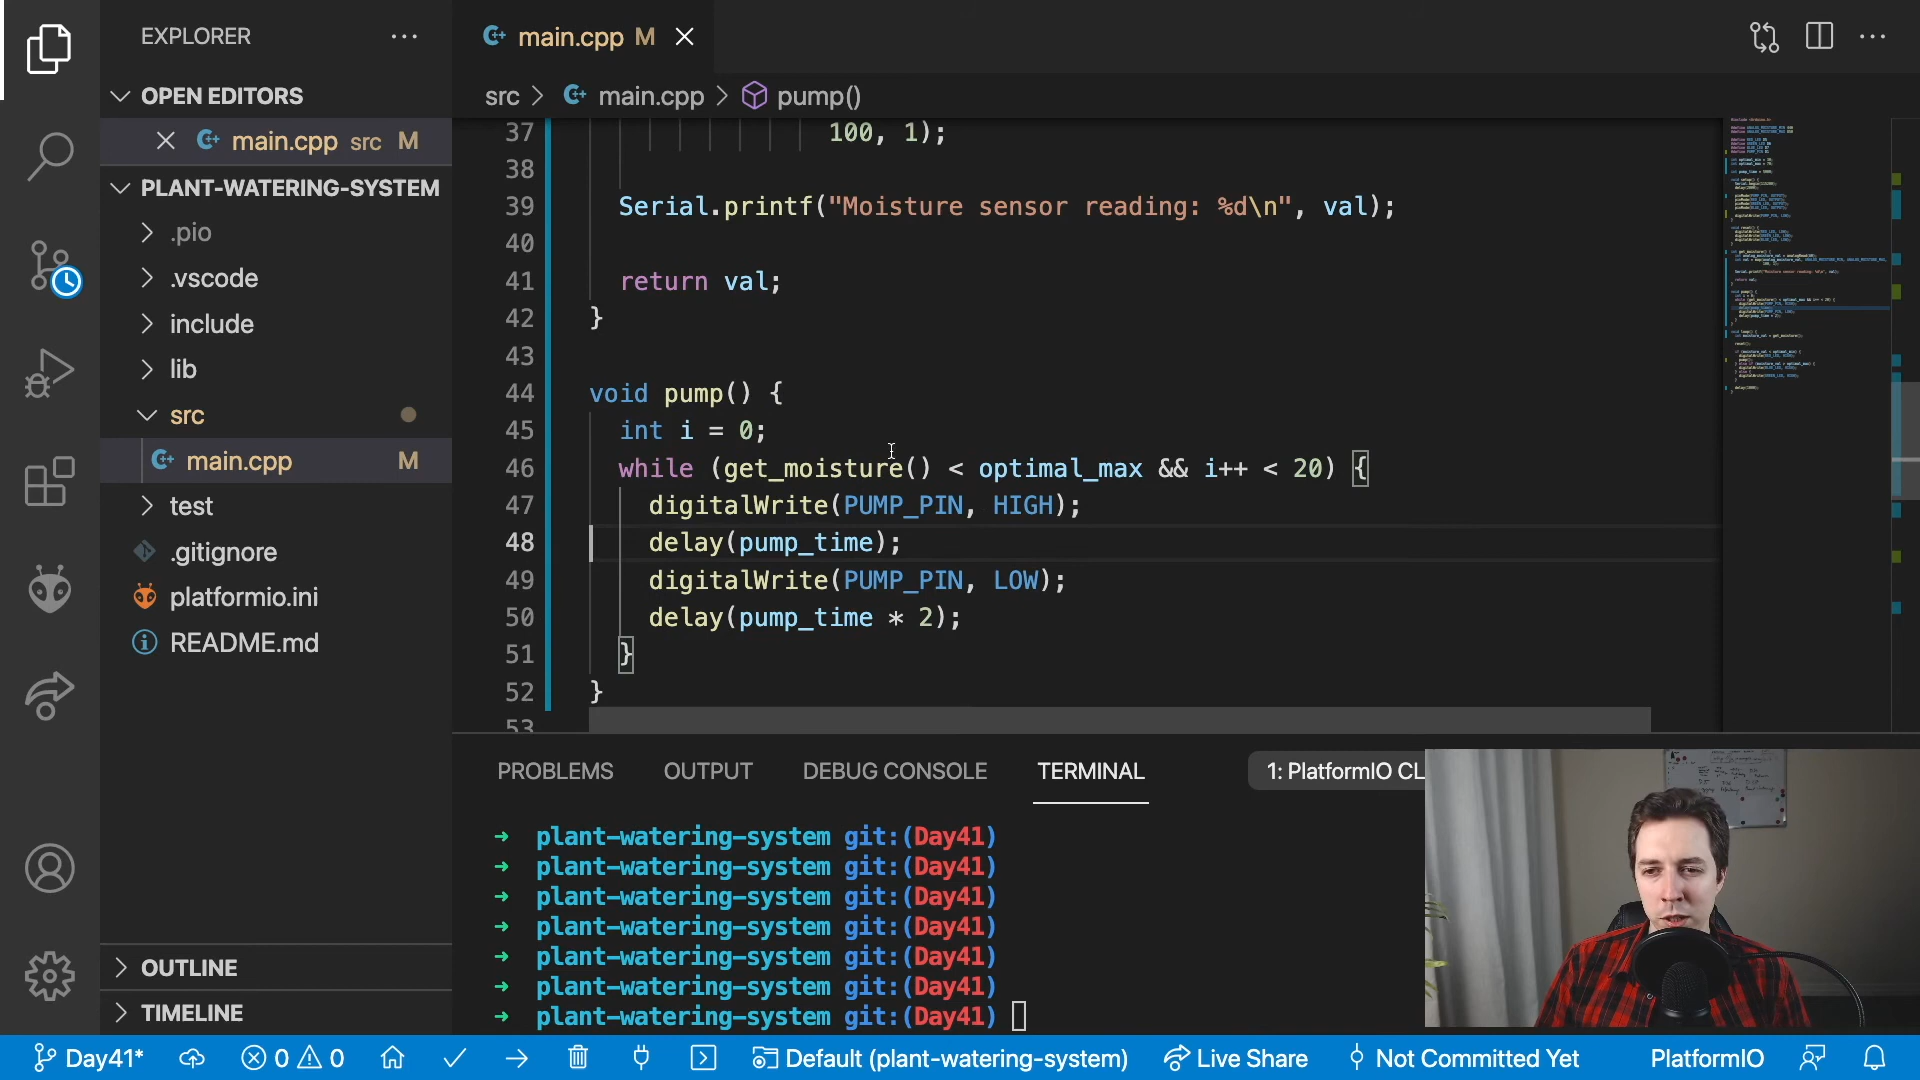 EXPLORER
OPEN EDITORS
main.cpp src M
PLANT-WATERING-SYSTEM
.pio
.vscode
include
lib
src
main.cpp M
test
.gitignore
platformio.ini
README.md
OUTLINE
TIMELINE
main.cpp M
src > main.cpp > pump()
37 100, 1);
38
39 Serial.printf("Moisture sensor reading: %d\n", val);
40
41 return val;
42 }
43
44 void pump() {
45 int i = 0;
46 while (get_moisture() < optimal_max && i++ < 20) {
47 digitalWrite(PUMP_PIN, HIGH);
48 delay(pump_time);
49 digitalWrite(PUMP_PIN, LOW);
50 delay(pump_time * 2);
51 }
52 }
53
PROBLEMS OUTPUT DEBUG CONSOLE TERMINAL 1: PlatformIO CL
→ plant-watering-system git:(Day41)
→ plant-watering-system git:(Day41)
→ plant-watering-system git:(Day41)
→ plant-watering-system git:(Day41)
→ plant-watering-system git:(Day41)
→ plant-watering-system git:(Day41)
→ plant-watering-system git:(Day41)
Day41* 0 0 Default (plant-watering-system) Live Share Not Committed Yet PlatformIO